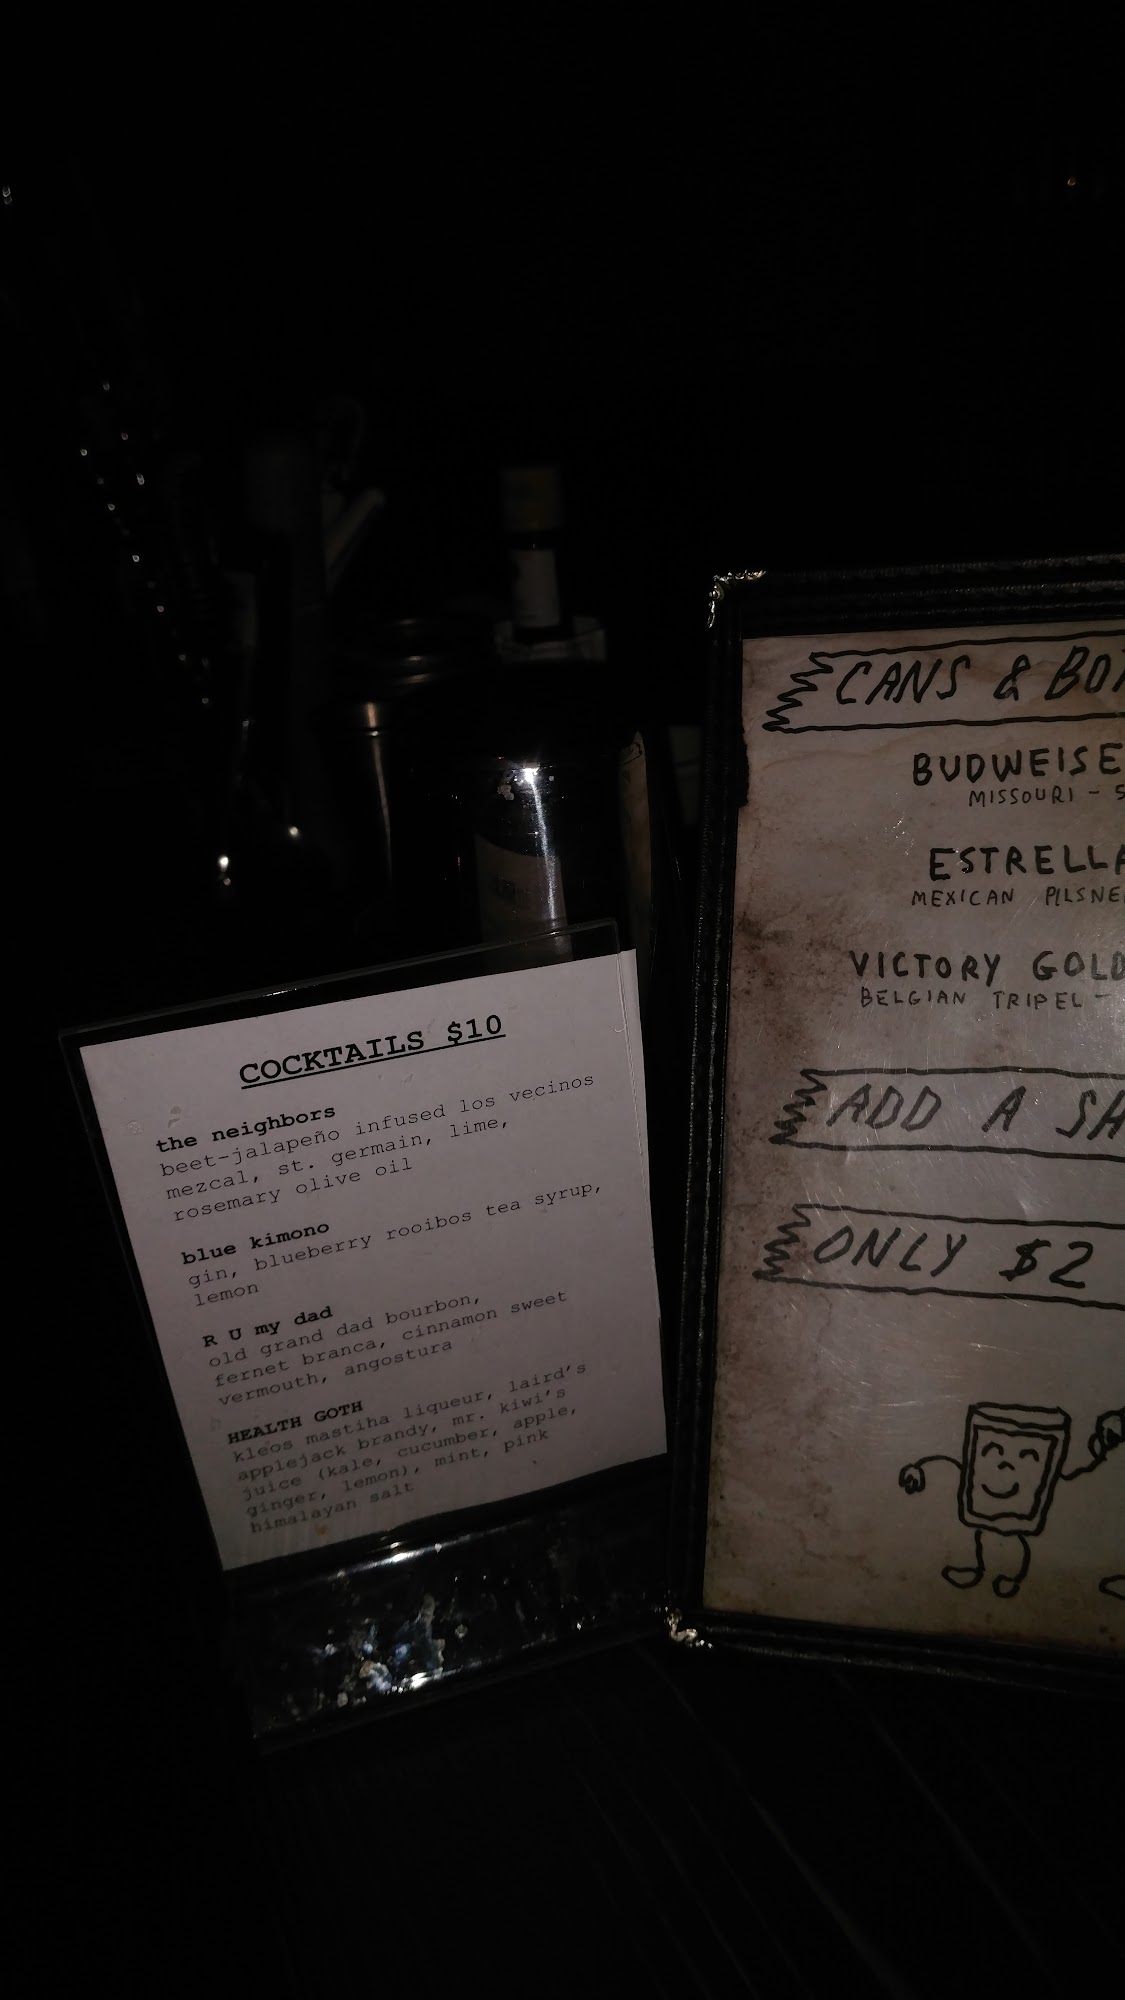 COCKTAILS $10
the neighbors
beet-jalapeño infused los vecinos
mezcal, st. germain, lime,
rosemary olive oil
blue kimono
gin, blueberry rooibos tea syrup,
lemon
R U my dad
old grand dad bourbon,
fernet branca, cinnamon sweet
vermouth, angostura
HEALTH GOTH
kleos mastiha liqueur, laird's
applejack brandy, mr. kiwi's
juice (kale, cucumber, apple,
ginger, lemon), mint, pink
himalayan salt
CANS & BOT
BUDWEISE
MISSOURI - 5
ESTRELLA
MEXICAN PILSNE
VICTORY GOLD
BELGIAN TRIPEL -
ADD A SH
ONLY $2